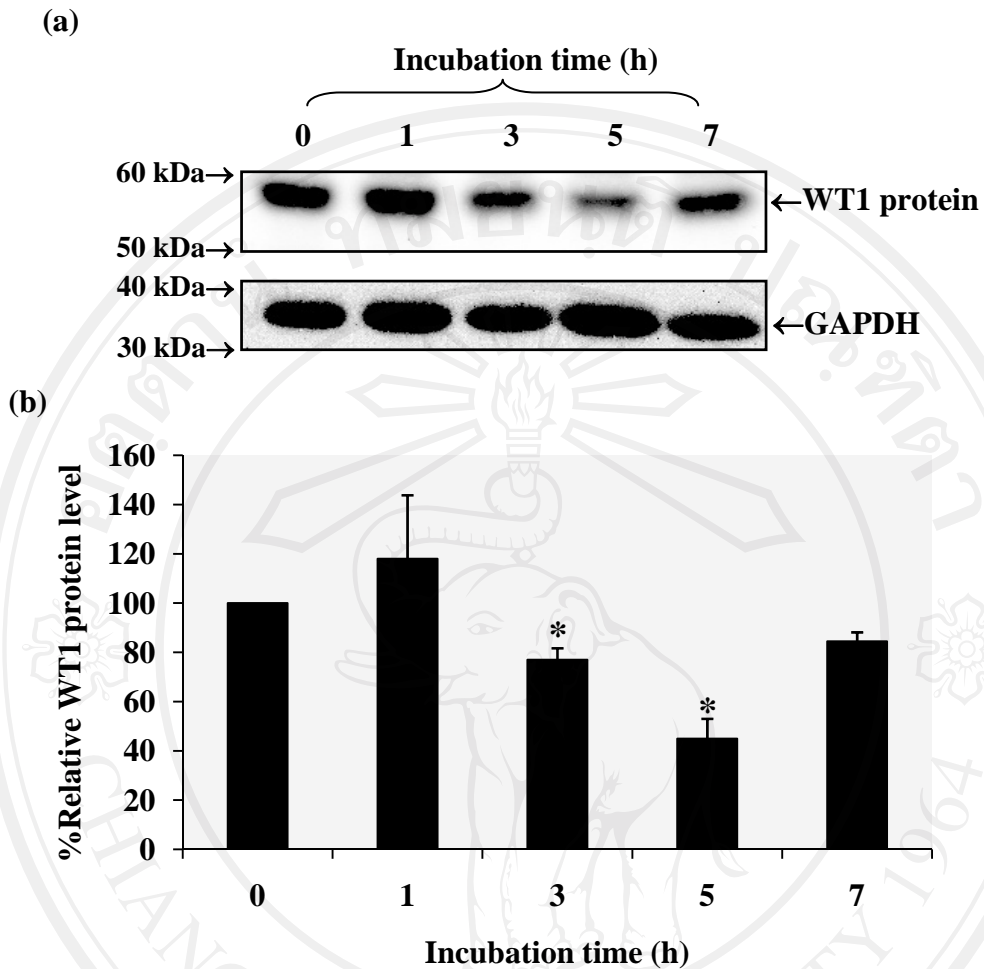 (a)
Incubation time (h)
0 1 3 5 7
60 kDa→
←WT1 protein
50 kDa→
40 kDa→
←GAPDH
30 kDa→
(b)
%Relative WT1 protein level
160
140
120
100
80
60
40
20
0
*
*
0 1 3 5 7
Incubation time (h)